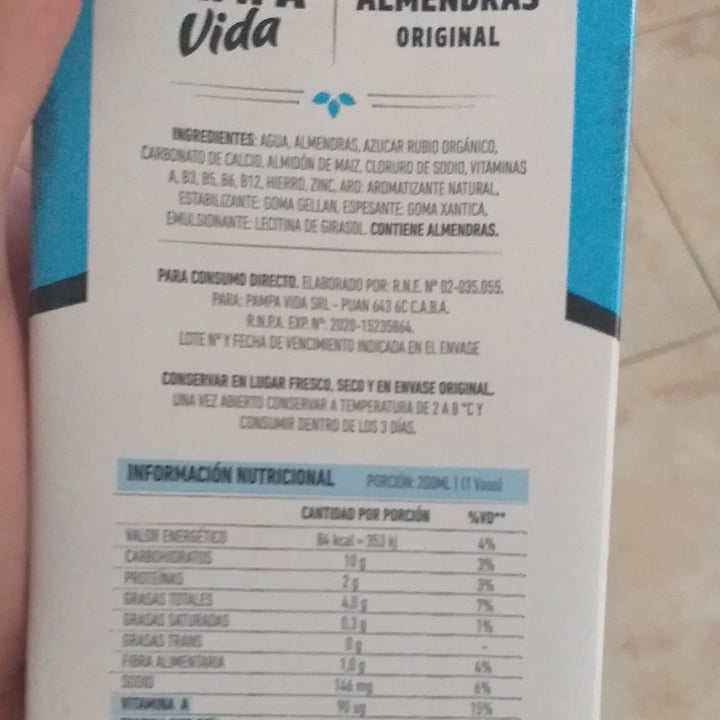 Vida
ALMENDRAS
ORIGINAL
INGREDIENTES: AGUA, ALMENDRAS, AZUCAR RUBIO ORGÁNICO,
CARBONATO DE CALCIO, ALMIDÓN DE MAIZ, CLORURO DE SODIO, VITAMINAS
A, B3, B5, B6, B12, HIERRO, ZINC, ARO: AROMATIZANTE NATURAL,
ESTABILIZANTE: GOMA GELLAN, ESPESANTE: GOMA XANTICA,
EMULSIONANTE: LECITINA DE GIRASOL. CONTIENE ALMENDRAS.
PARA CONSUMO DIRECTO. ELABORADO POR: R.N.E. Nº 02-035.055.
PARA: PAMPA VIDA SRL - PUAN 643 6C C.A.B.A.
R.N.P.A. EXP. Nº: 2020-15235864.
LOTE Nº Y FECHA DE VENCIMIENTO INDICADA EN EL ENVASE
CONSERVAR EN LUGAR FRESCO, SECO Y EN ENVASE ORIGINAL.
UNA VEZ ABIERTO CONSERVAR A TEMPERATURA DE 2 A 8 °C Y
CONSUMIR DENTRO DE LOS 3 DÍAS.
INFORMACIÓN NUTRICIONAL PORCIÓN: 200ML | (1 Vaso)
CANTIDAD POR PORCIÓN %VD**
VALOR ENERGÉTICO 84 kcal = 353 kj 4%
CARBOHIDRATOS 10 g 3%
PROTEÍNAS 2 g 3%
GRASAS TOTALES 4,0 g 7%
GRASAS SATURADAS 0,3 g 1%
GRASAS TRANS 0 g -
FIBRA ALIMENTARIA 1,0 g 4%
SODIO 146 mg 6%
VITAMINA A 90 ug 15%